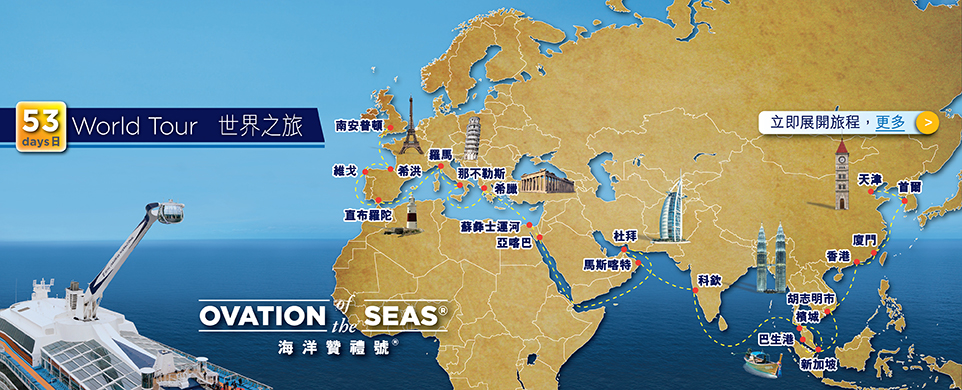 53
days日
World Tour 世界之旅
立即展開旅程，更多 >
南安普頓
維戈
希洪
直布羅陀
羅馬
那不勒斯
希臘
蘇彝士運河
亞喀巴
杜拜
馬斯喀特
科欽
天津
首爾
廈門
香港
胡志明市
檳城
巴生港
新加坡
OVATION of the SEAS®
海洋贊禮號®